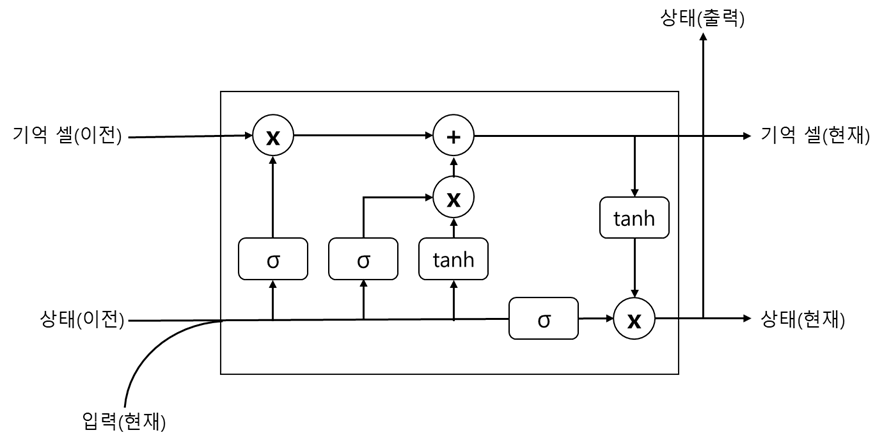 상태(출력)
기억 셀(이전)
x
+
기억 셀(현재)
x
tanh
σ
σ
tanh
상태(이전)
σ
x
상태(현재)
입력(현재)